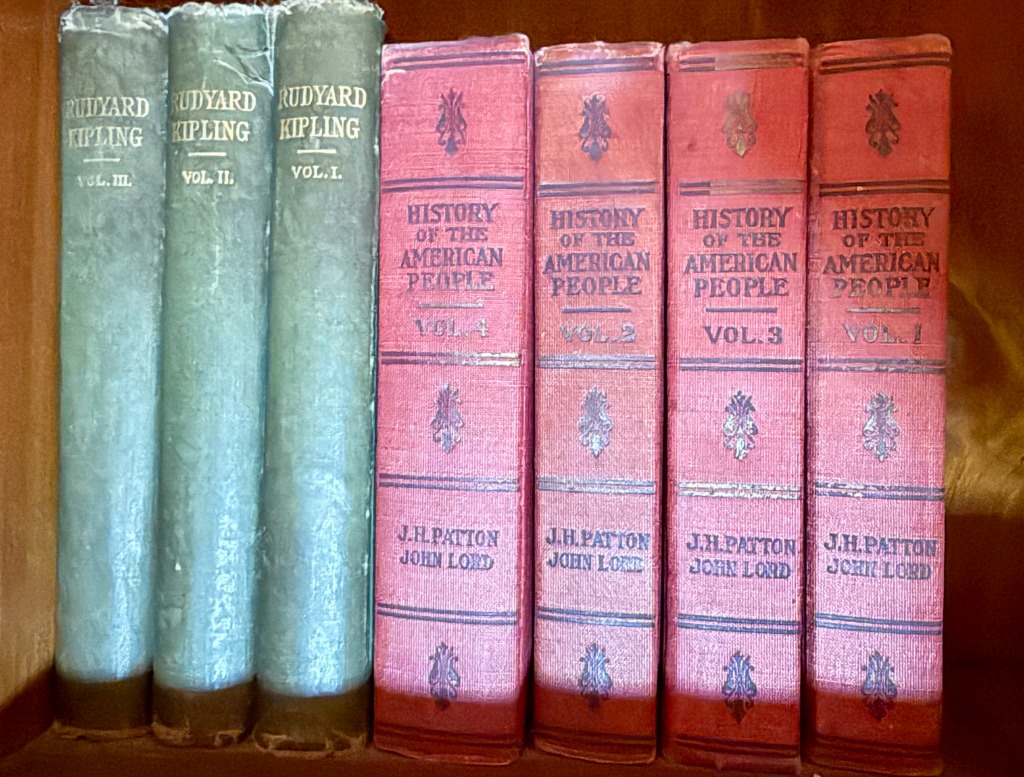 RUDYARD
KIPLING
VOL. III.
RUDYARD
KIPLING
VOL. II.
RUDYARD
KIPLING
VOL. I.
HISTORY
OF THE
AMERICAN
PEOPLE
VOL. 4
J.H. PATTON
JOHN LORD
HISTORY
OF THE
AMERICAN
PEOPLE
VOL. 2
J.H. PATTON
JOHN LORD
HISTORY
OF THE
AMERICAN
PEOPLE
VOL. 3
J.H. PATTON
JOHN LORD
HISTORY
OF THE
AMERICAN
PEOPLE
VOL. 1
J.H. PATTON
JOHN LORD